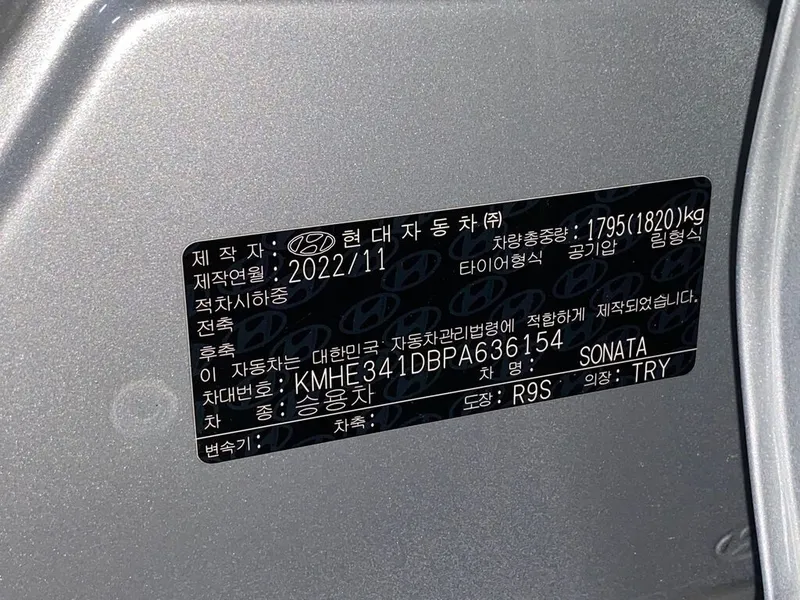 제작자: 현대자동차㈜ 차량총중량: 1795(1820)kg
제작연월: 2022/11 타이어형식 공기압 림형식
적차시하중
전축
후축
이 자동차는 대한민국 자동차관리법령에 적합하게 제작되었습니다.
차대번호: KMHE341DBPA636154 차명: SONATA
차종: 승용차 도장: R9S 의장: TRY
변속기: 차축: